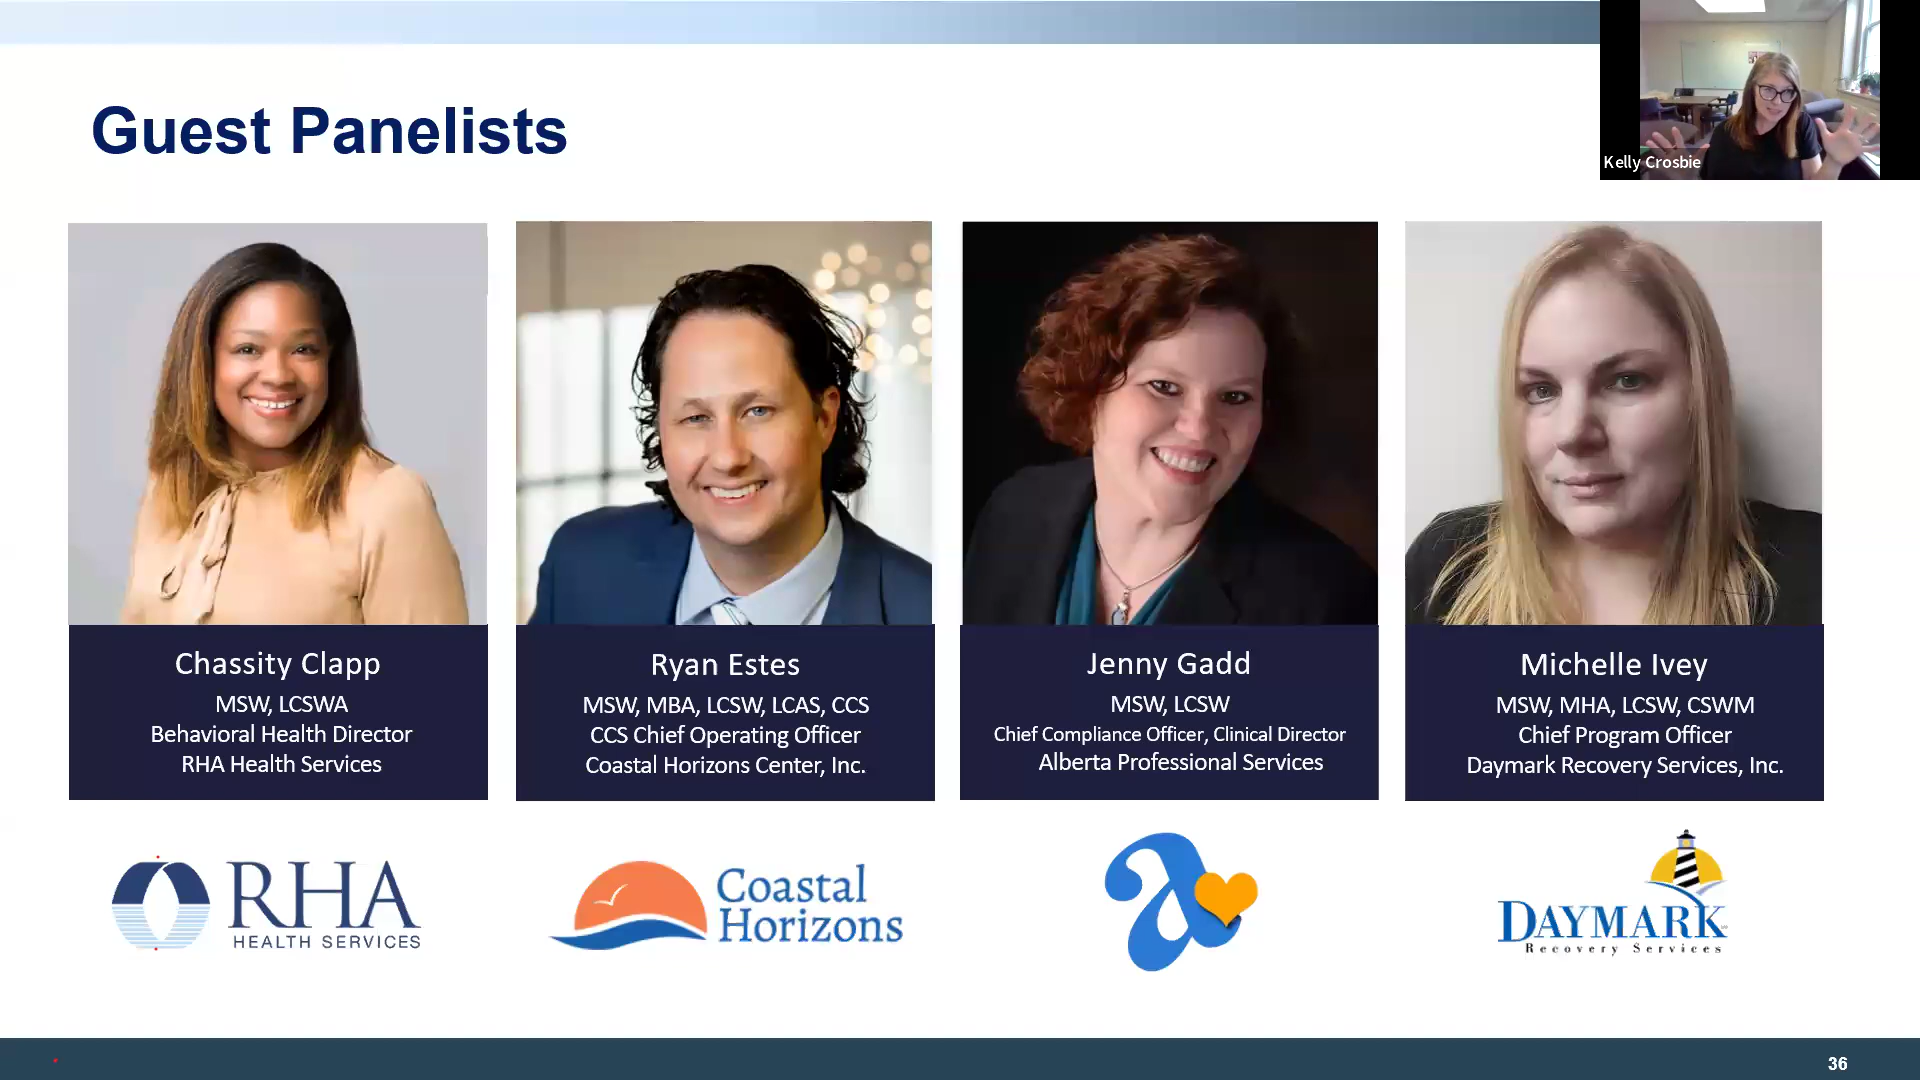 Guest Panelists
Kelly Crosbie
Chassity Clapp
MSW, LCSWA
Behavioral Health Director
RHA Health Services
Ryan Estes
MSW, MBA, LCSW, LCAS, CCS
CCS Chief Operating Officer
Coastal Horizons Center, Inc.
Jenny Gadd
MSW, LCSW
Chief Compliance Officer, Clinical Director
Alberta Professional Services
Michelle Ivey
MSW, MHA, LCSW, CSWM
Chief Program Officer
Daymark Recovery Services, Inc.
RHA
HEALTH SERVICES
Coastal
Horizons
a
DAYMARK
Recovery Services
36